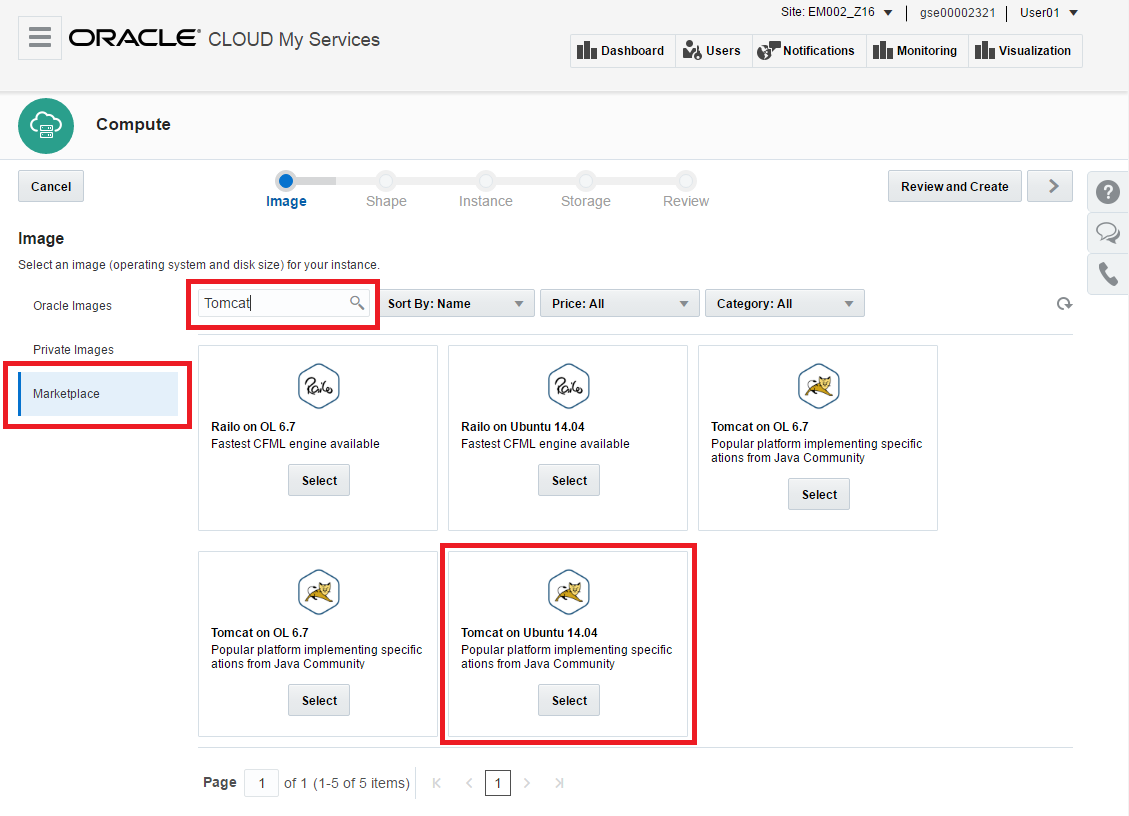 Site: EM002_Z16
gse00002321
User01
ORACLE CLOUD My Services
Dashboard
Users
Notifications
Monitoring
Visualization
Compute
Cancel
Image
Shape
Instance
Storage
Review
Review and Create
Image
Select an image (operating system and disk size) for your instance.
Oracle Images
Private Images
Marketplace
Tomcat
Sort By: Name
Price: All
Category: All
Railo
Railo on OL 6.7
Fastest CFML engine available
Select
Railo
Railo on Ubuntu 14.04
Fastest CFML engine available
Select
Tomcat on OL 6.7
Popular platform implementing specific
ations from Java Community
Select
Tomcat on OL 6.7
Popular platform implementing specific
ations from Java Community
Select
Tomcat on Ubuntu 14.04
Popular platform implementing specific
ations from Java Community
Select
Page 1 of 1 (1-5 of 5 items) 1